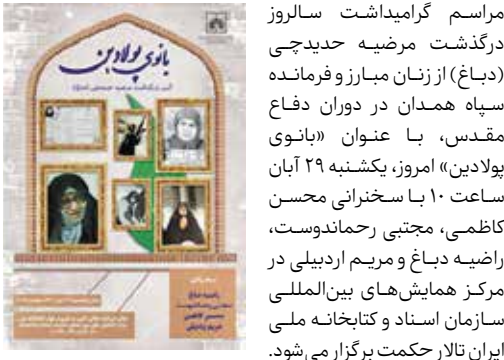 مراسم گرامیداشت سالروز
درگذشت مرضیه حدیدچی
(دباغ) از زنان مبارز و فرمانده
سپاه همدان در دوران دفاع
مقدس، با عنوان «بانوی
پولادین» امروز، یکشنبه ۲۹ آبان
ساعت ۱۰ با سخنرانی محسن
کاظمی، مجتبی رحماندوست،
راضیه دباغ و مریم اردبیلی در
مرکز همایش‌های بین‌المللی
سازمان اسناد و کتابخانه ملی
ایران تالار حکمت برگزار می‌شود.
بانوی پولادین